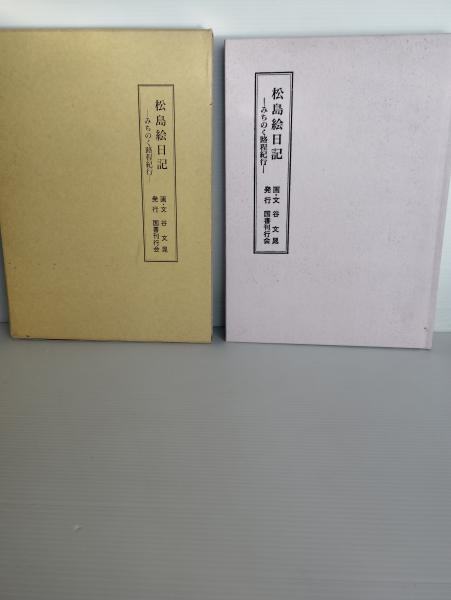 松島絵日記
―みちのく路程紀行―
画・文 谷文晁
発行 国書刊行会
松島絵日記
―みちのく路程紀行―
画・文 谷文晁
発行 国書刊行会